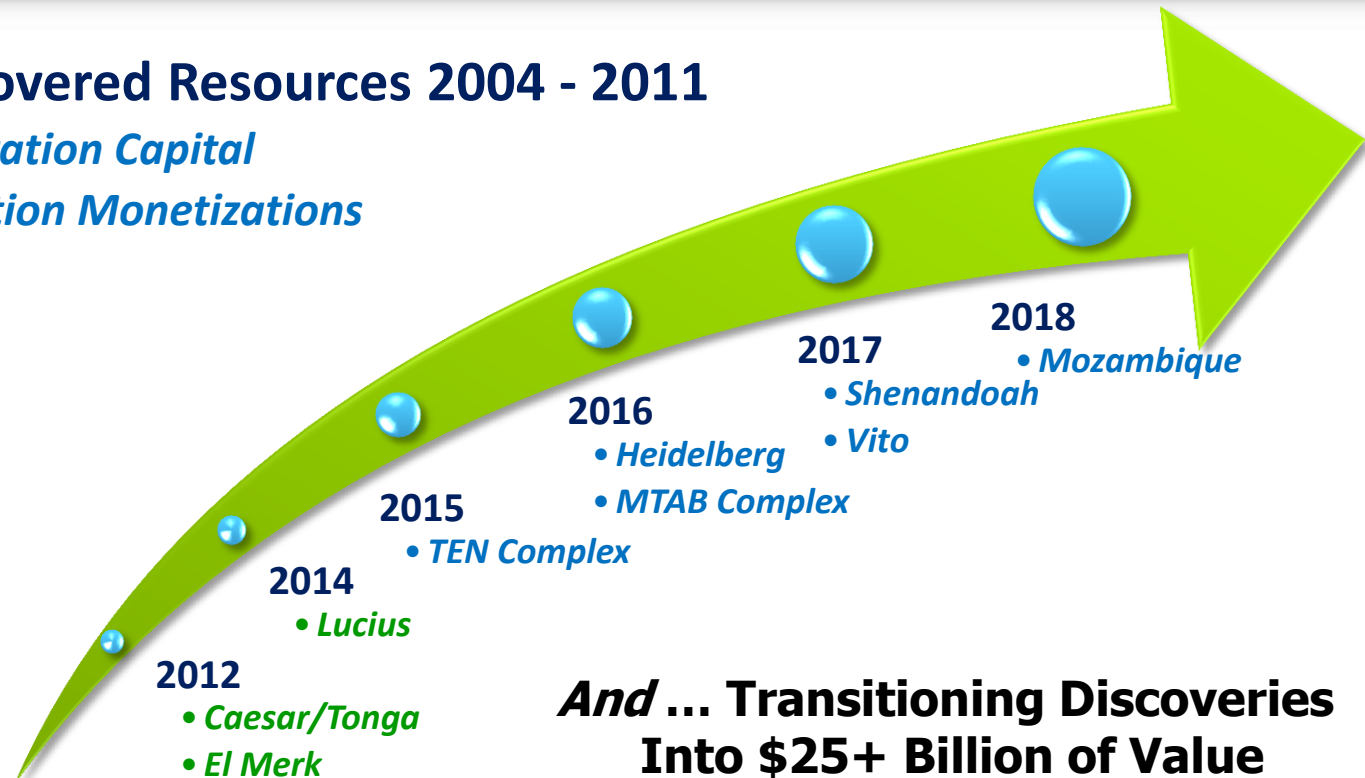 overed Resources 2004 - 2011
ation Capital
tion Monetizations
2018
• Mozambique
2017
• Shenandoah
• Vito
2016
• Heidelberg
• MTAB Complex
2015
• TEN Complex
2014
• Lucius
2012
• Caesar/Tonga
• El Merk
And ... Transitioning Discoveries
Into $25+ Billion of Value